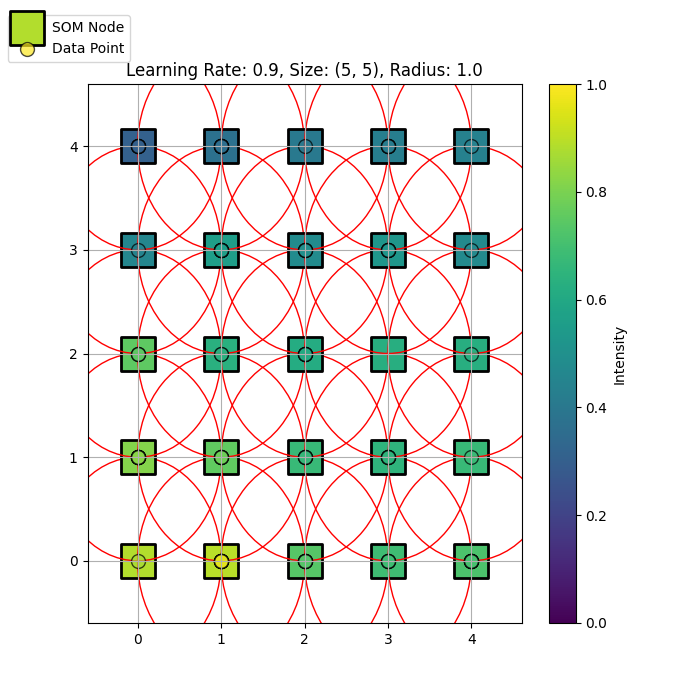 SOM Node
Data Point
Learning Rate: 0.9, Size: (5, 5), Radius: 1.0
4
3
2
1
0
0 1 2 3 4
1.0
0.8
0.6
0.4
0.2
0.0
Intensity